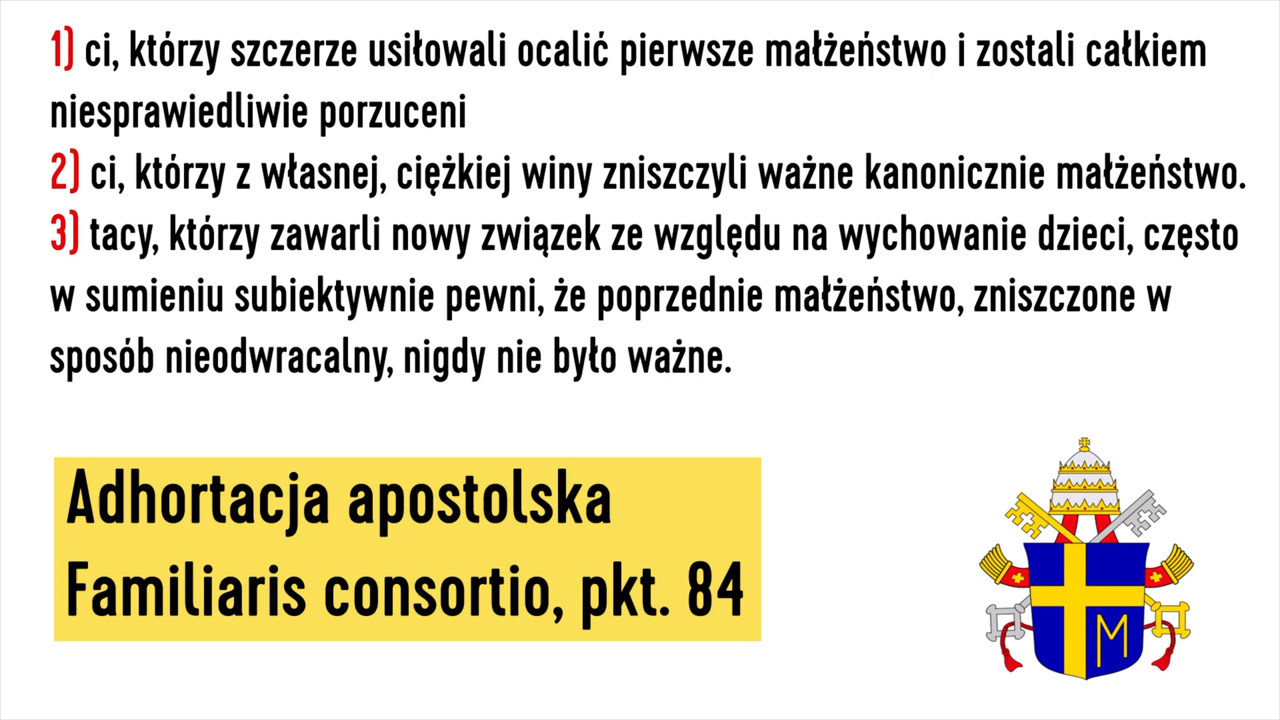 1) ci, którzy szczerze usiłowali ocalić pierwsze małżeństwo i zostali całkiem
niesprawiedliwie porzuceni
2) ci, którzy z własnej, ciężkiej winy zniszczyli ważne kanonicznie małżeństwo.
3) tacy, którzy zawarli nowy związek ze względu na wychowanie dzieci, często
w sumieniu subiektywnie pewni, że poprzednie małżeństwo, zniszczone w
sposób nieodwracalny, nigdy nie było ważne.
Adhortacja apostolska
Familiaris consortio, pkt. 84
M